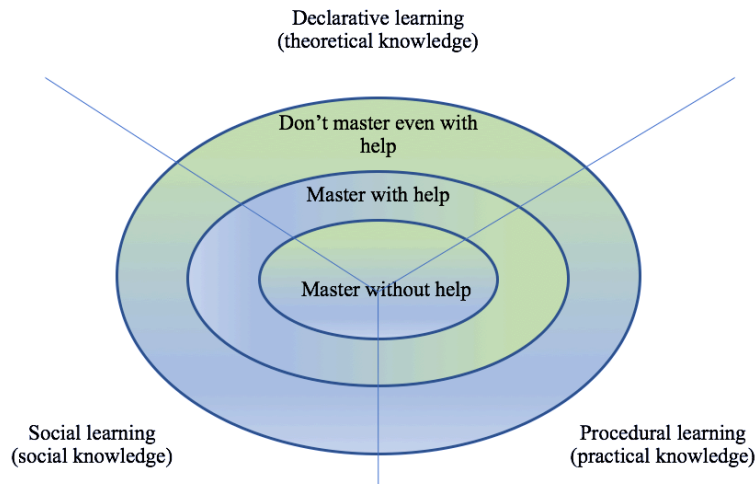 Declarative learning
(theoretical knowledge)
Don’t master even with
help
Master with help
Master without help
Social learning
(social knowledge)
Procedural learning
(practical knowledge)